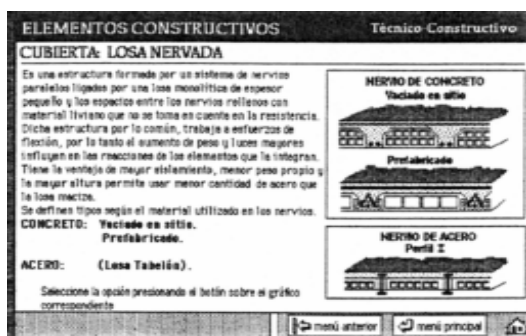 ELEMENTOS CONSTRUCTIVOS
Técnico-Constructivo
CUBIERTA: LOSA NERVADA
Es una estructura formada por un sistema de nervios
paralelos ligados por una losa monolítica de espesor
pequeño y los espacios entre los nervios rellenos con
material liviano que no se toma en cuenta en la resistencia.
Dicha estructura por lo común, trabaja a esfuerzos de
flexión, por lo tanto el aumento de peso y luces mayores
influyen en las reacciones de los elementos que la integran.
Tiene la ventaja de mayor aislamiento, menor peso propio y
la mayor altura permite usar menor cantidad de acero que
la losa maciza.
Se definen tipos según el material utilizado en los nervios.
CONCRETO: Vaciado en sitio.
Prefabricado.
ACERO: (Losa Tabelón).
Seleccione la opción presionando el botón sobre el gráfico
correspondiente
NERVIO DE CONCRETO
Vaciado en sitio
Prefabricado
NERVIO DE ACERO
Perfil I
menú anterior
menú principal